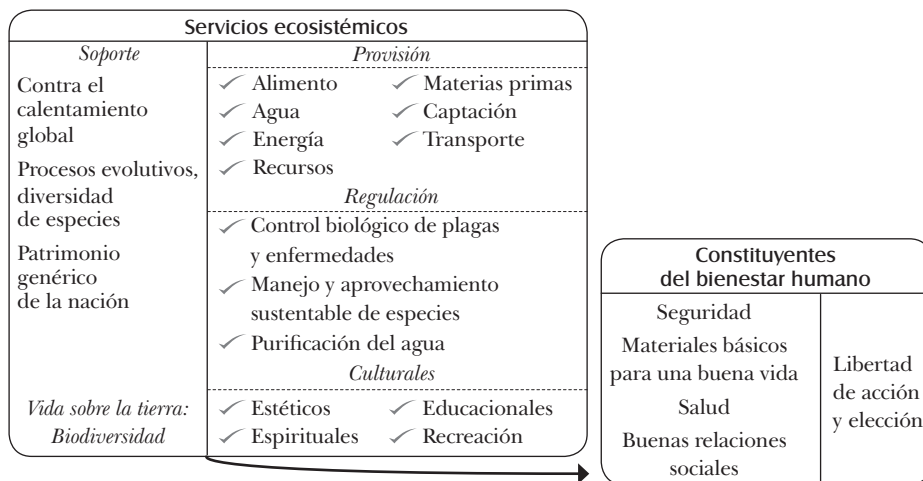 Servicios ecosistémicos
Soporte
Contra el
calentamiento
global
Procesos evolutivos,
diversidad
de especies
Patrimonio
genérico
de la nación
Vida sobre la tierra:
Biodiversidad
Provisión
Alimento
Materias primas
Agua
Captación
Energía
Transporte
Recursos
Regulación
Control biológico de plagas
y enfermedades
Manejo y aprovechamiento
sustentable de especies
Purificación del agua
Culturales
Estéticos
Educacionales
Espirituales
Recreación
Constituyentes
del bienestar humano
Seguridad
Materiales básicos
para una buena vida
Salud
Buenas relaciones
sociales
Libertad
de acción
y elección